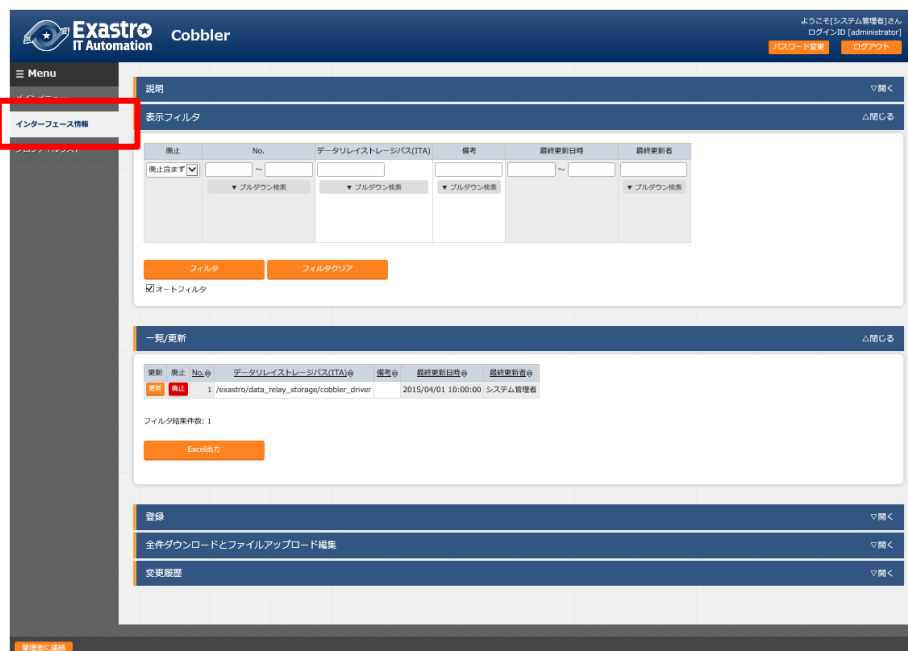 Exastro
IT Automation
Cobbler
ようこそ[システム管理者]さん
ログインID [administrator]
パスワード変更 ログアウト
≡ Menu
インターフェース情報
説明 ▽開く
表示フィルタ △閉じる
廃止 No. データリレイストレージパス(ITA) 備考 最終更新日時 最終更新者
廃止含まず ～ ～
▼ プルダウン検索 ▼ プルダウン検索 ▼ プルダウン検索 ▼ プルダウン検索
フィルタ フィルタクリア
オートフィルタ
一覧/更新 △閉じる
更新 廃止 No. データリレイストレージパス(ITA) 備考 最終更新日時 最終更新者
更新 廃止 1 /exastro/data_relay_storage/cobbler_driver 2015/04/01 10:00:00 システム管理者
フィルタ結果件数: 1
Excel出力
登録 ▽開く
全件ダウンロードとファイルアップロード編集 ▽開く
変更履歴 ▽開く
管理者に連絡